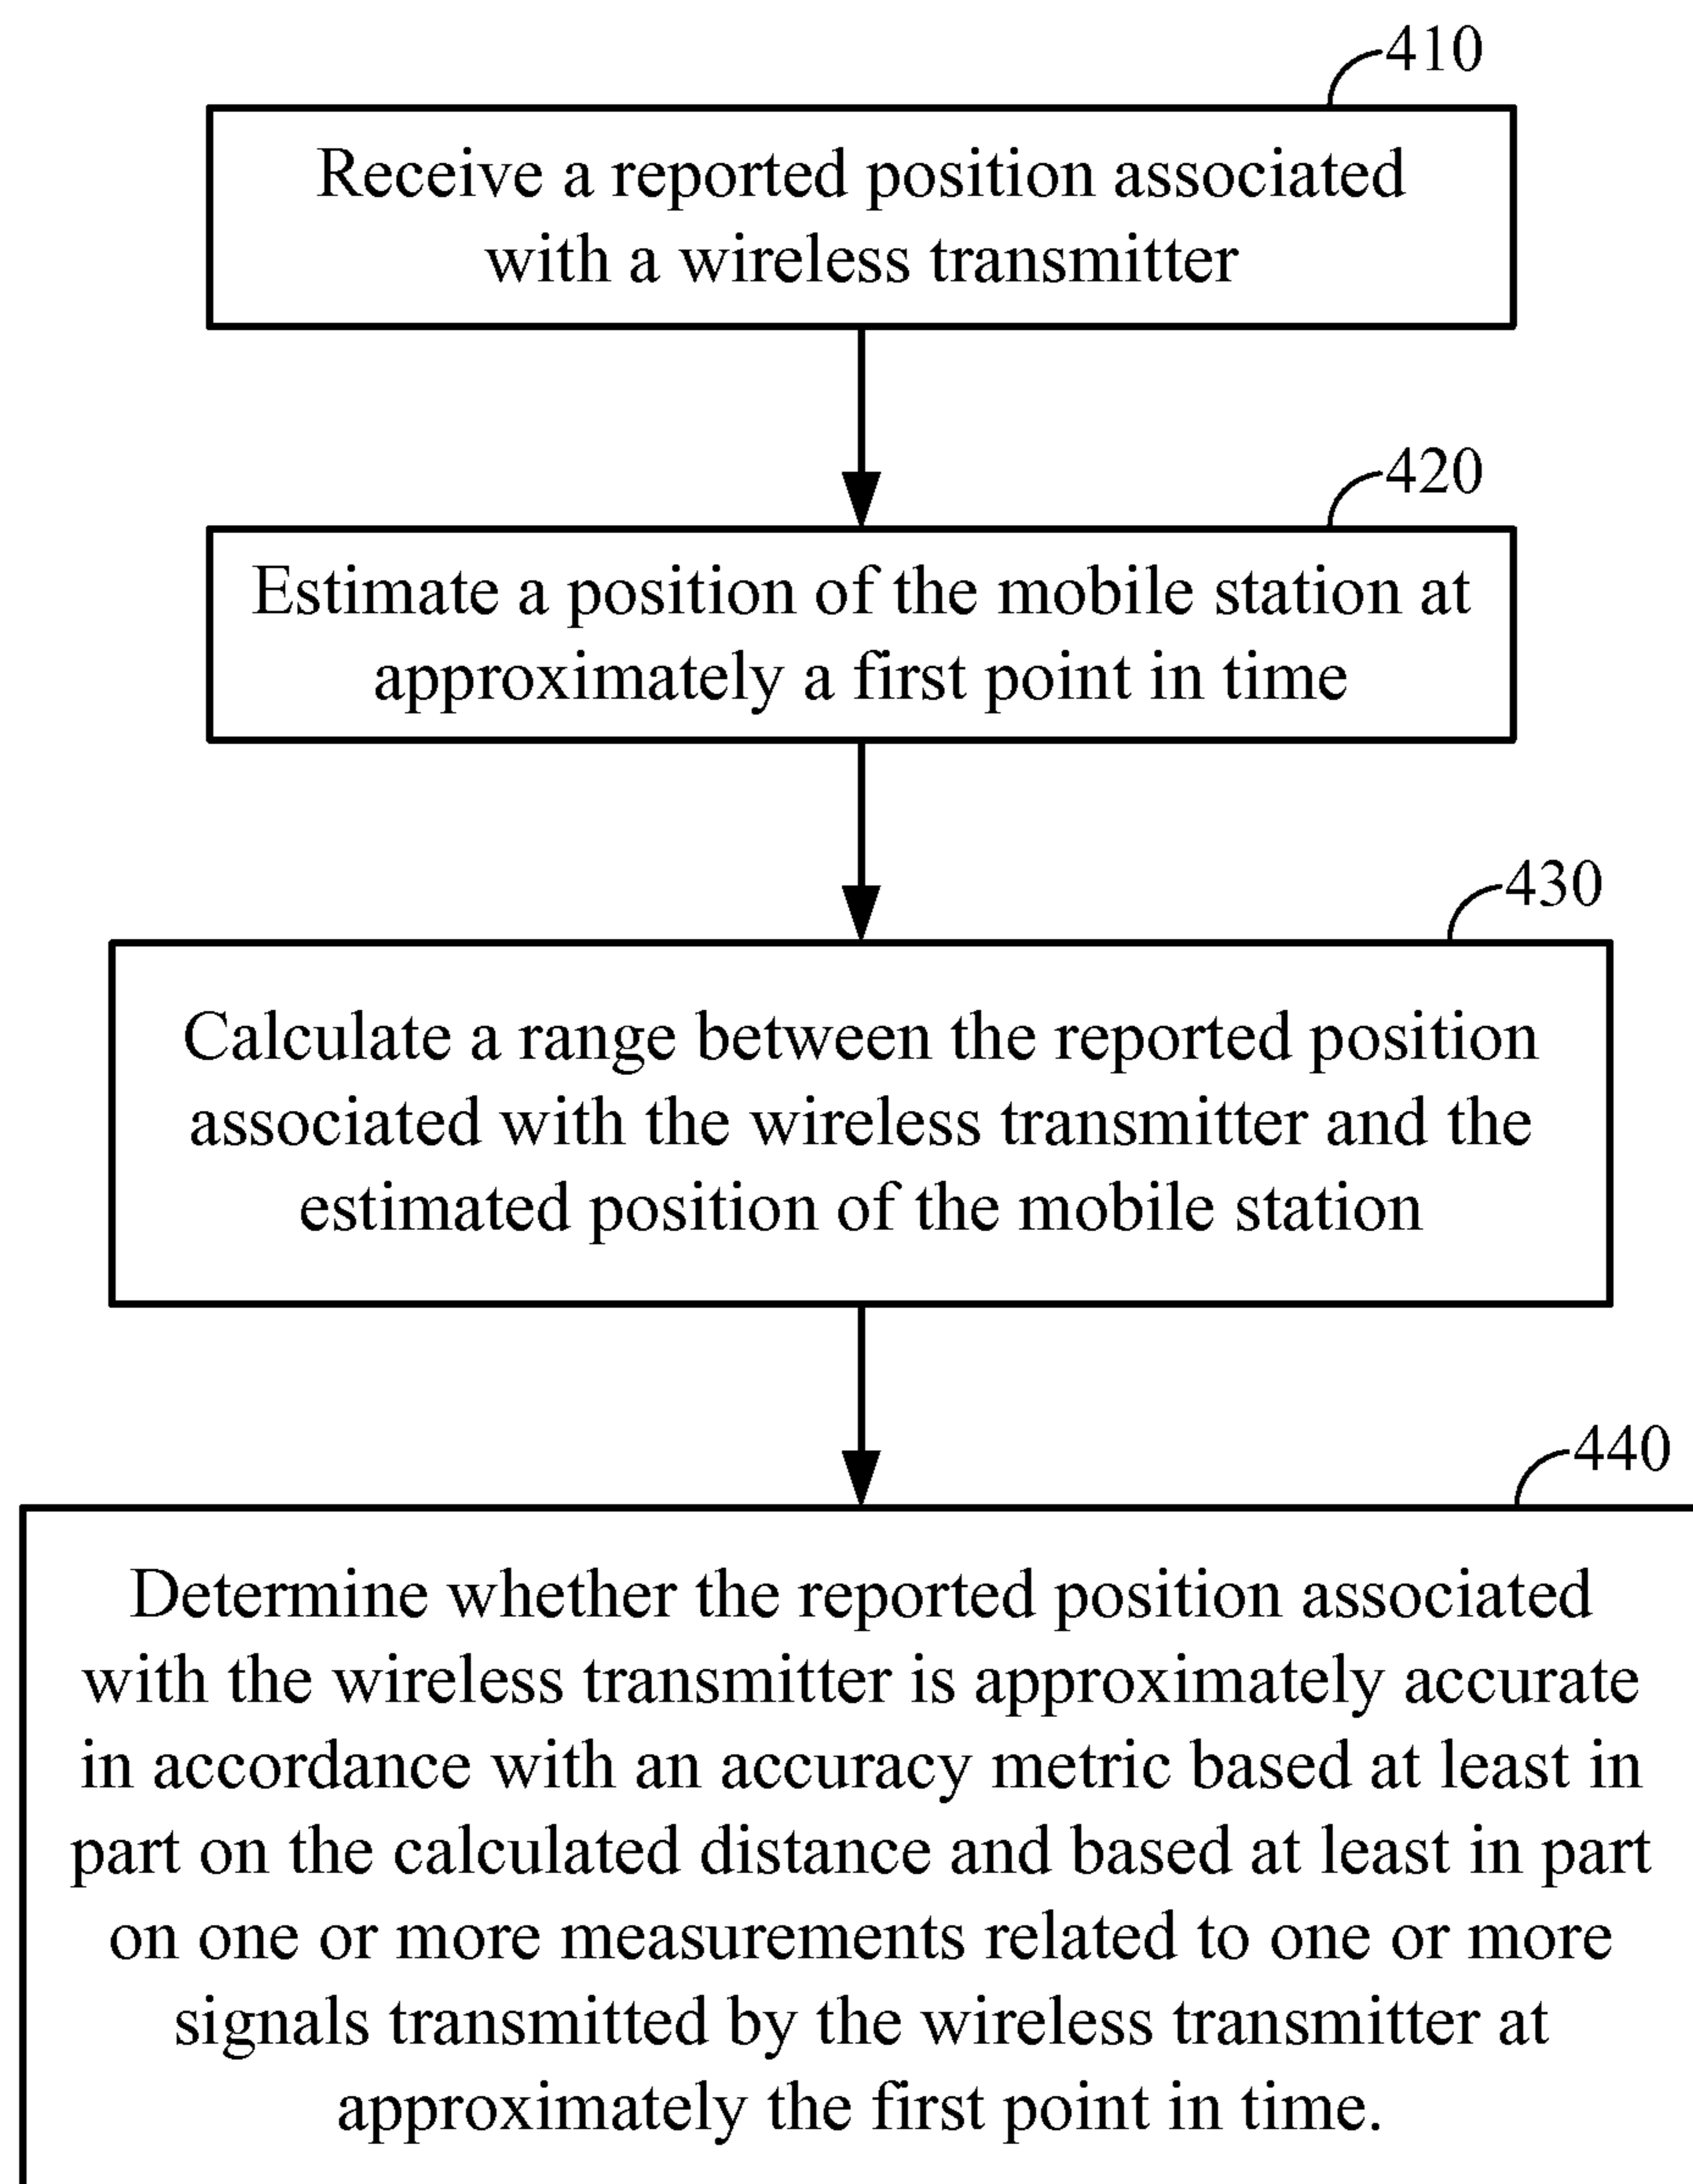 410
Receive a reported position associated
with a wireless transmitter
420
Estimate a position of the mobile station at
approximately a first point in time
430
Calculate a range between the reported position
associated with the wireless transmitter and the
estimated position of the mobile station
440
Determine whether the reported position associated
with the wireless transmitter is approximately accurate
in accordance with an accuracy metric based at least in
part on the calculated distance and based at least in part
on one or more measurements related to one or more
signals transmitted by the wireless transmitter at
approximately the first point in time.